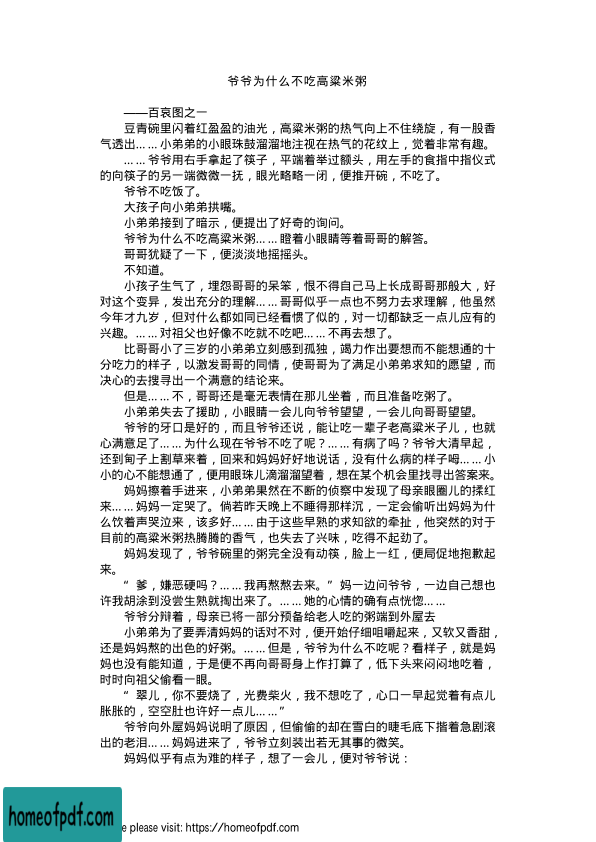 爷爷为什么不吃高粱米粥
——百哀图之一
豆青碗里闪着红盈盈的油光，高粱米粥的热气向上不住绕旋，有一股香
气透出……小弟弟的小眼珠鼓溜溜地注视在热气的花纹上，觉着非常有趣。
……爷爷用右手拿起了筷子，平端着举过额头，用左手的食指中指仪式
的向筷子的另一端微微一抚，眼光略略一闭，便推开碗，不吃了。
爷爷不吃饭了。
大孩子向小弟弟拱嘴。
小弟弟接到了暗示，便提出了好奇的询问。
爷爷为什么不吃高粱米粥……瞪着小眼睛等着哥哥的解答。
哥哥犹疑了一下，便淡淡地摇摇头。
不知道。
小孩子生气了，埋怨哥哥的呆笨，恨不得自己马上长成哥哥那般大，好
对这个变异，发出充分的理解……哥哥似乎一点也不努力去求理解，他虽然
今年才九岁，但对什么都如同已经看惯了似的，对一切都缺乏一点儿应有的
兴趣。……对祖父也好像不吃就不吃吧……不再去想了。
比哥哥小了三岁的小弟弟立刻感到孤独，竭力作出要想而不能想通的十
分吃力的样子，以激发哥哥的同情，使哥哥为了满足小弟弟求知的愿望，而
决心的去搜寻出一个满意的结论来。
但是……不，哥哥还是毫无表情在那儿坐着，而且准备吃粥了。
小弟弟失去了援助，小眼睛一会儿向爷爷望望，一会儿向哥哥望望。
爷爷的牙口是好的，而且爷爷还说，能让吃一辈子老高粱米子儿，也就
心满意足了……为什么现在爷爷不吃了呢？……有病了吗？爷爷大清早起，
还到甸子上割草来着，回来和妈妈好好地说话，没有什么病的样子呣……小
小的心不能想通了，便用眼珠儿滴溜溜望着，想在某个机会里找寻出答案来。
妈妈擦着手进来，小弟弟果然在不断的侦察中发现了母亲眼圈儿的揉红
来……妈妈一定哭了。倘若昨天晚上不睡得那样沉，一定会偷听出妈妈为什
么饮着声哭泣来，该多好……由于这些早熟的求知欲的牵扯，他突然的对于
目前的高粱米粥热腾腾的香气，也失去了兴味，吃得不起劲了。
妈妈发现了，爷爷碗里的粥完全没有动筷，脸上一红，便局促地抱歉起
来。
”爹，嫌恶硬吗？……我再熬熬去来。”妈一边问爷爷，一边自己想也
许我胡涂到没尝生熟就掏出来了。……她的心情的确有点恍惚……
爷爷分辩着，母亲已将一部分预备给老人吃的粥端到外屋去
小弟弟为了要弄清妈妈的话对不对，便开始仔细咀嚼起来，又软又香甜，
还是妈妈熬的出色的好粥。……但是，爷爷为什么不吃呢？看样子，就是妈
妈也没有能知道，于是便不再向哥哥身上作打算了，低下头来闷闷地吃着，
时时向祖父偷看一眼。
”翠儿，你不要烧了，光费柴火，我不想吃了，心口一早起觉着有点儿
胀胀的，空空肚也许好一点儿……”
爷爷向外屋妈妈说明了原因，但偷偷的却在雪白的睫毛底下揩着急剧滚
出的老泪……妈妈进来了，爷爷立刻装出若无其事的微笑。
妈妈似乎有点为难的样子，想了一会儿，便对爷爷说：
homeofpdf.com
e please visit: https://homeofpdf.com